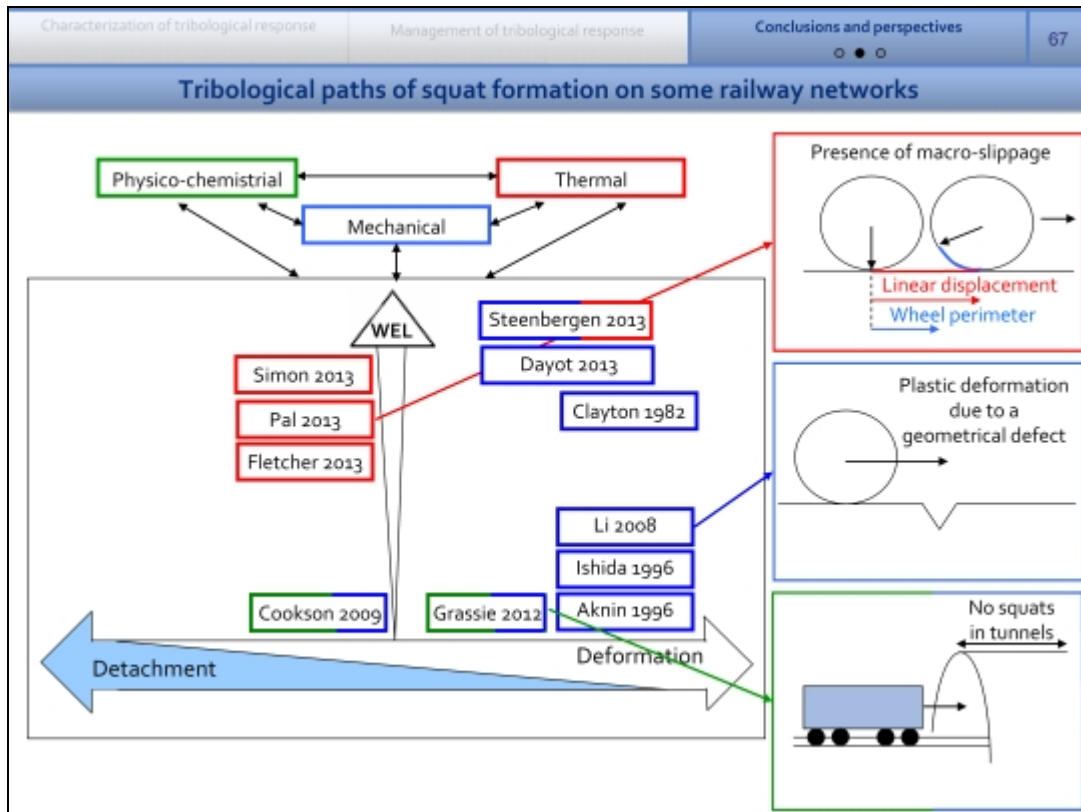 Characterization of tribological response
Management of tribological response
Conclusions and perspectives
67
Tribological paths of squat formation on some railway networks
Physico-chemistrial
Thermal
Mechanical
WEL
Steenbergen 2013
Simon 2013
Dayot 2013
Pal 2013
Clayton 1982
Fletcher 2013
Li 2008
Ishida 1996
Cookson 2009
Grassie 2012
Aknin 1996
Detachment
Deformation
Presence of macro-slippage
Linear displacement
Wheel perimeter
Plastic deformation
due to a
geometrical defect
No squats
in tunnels